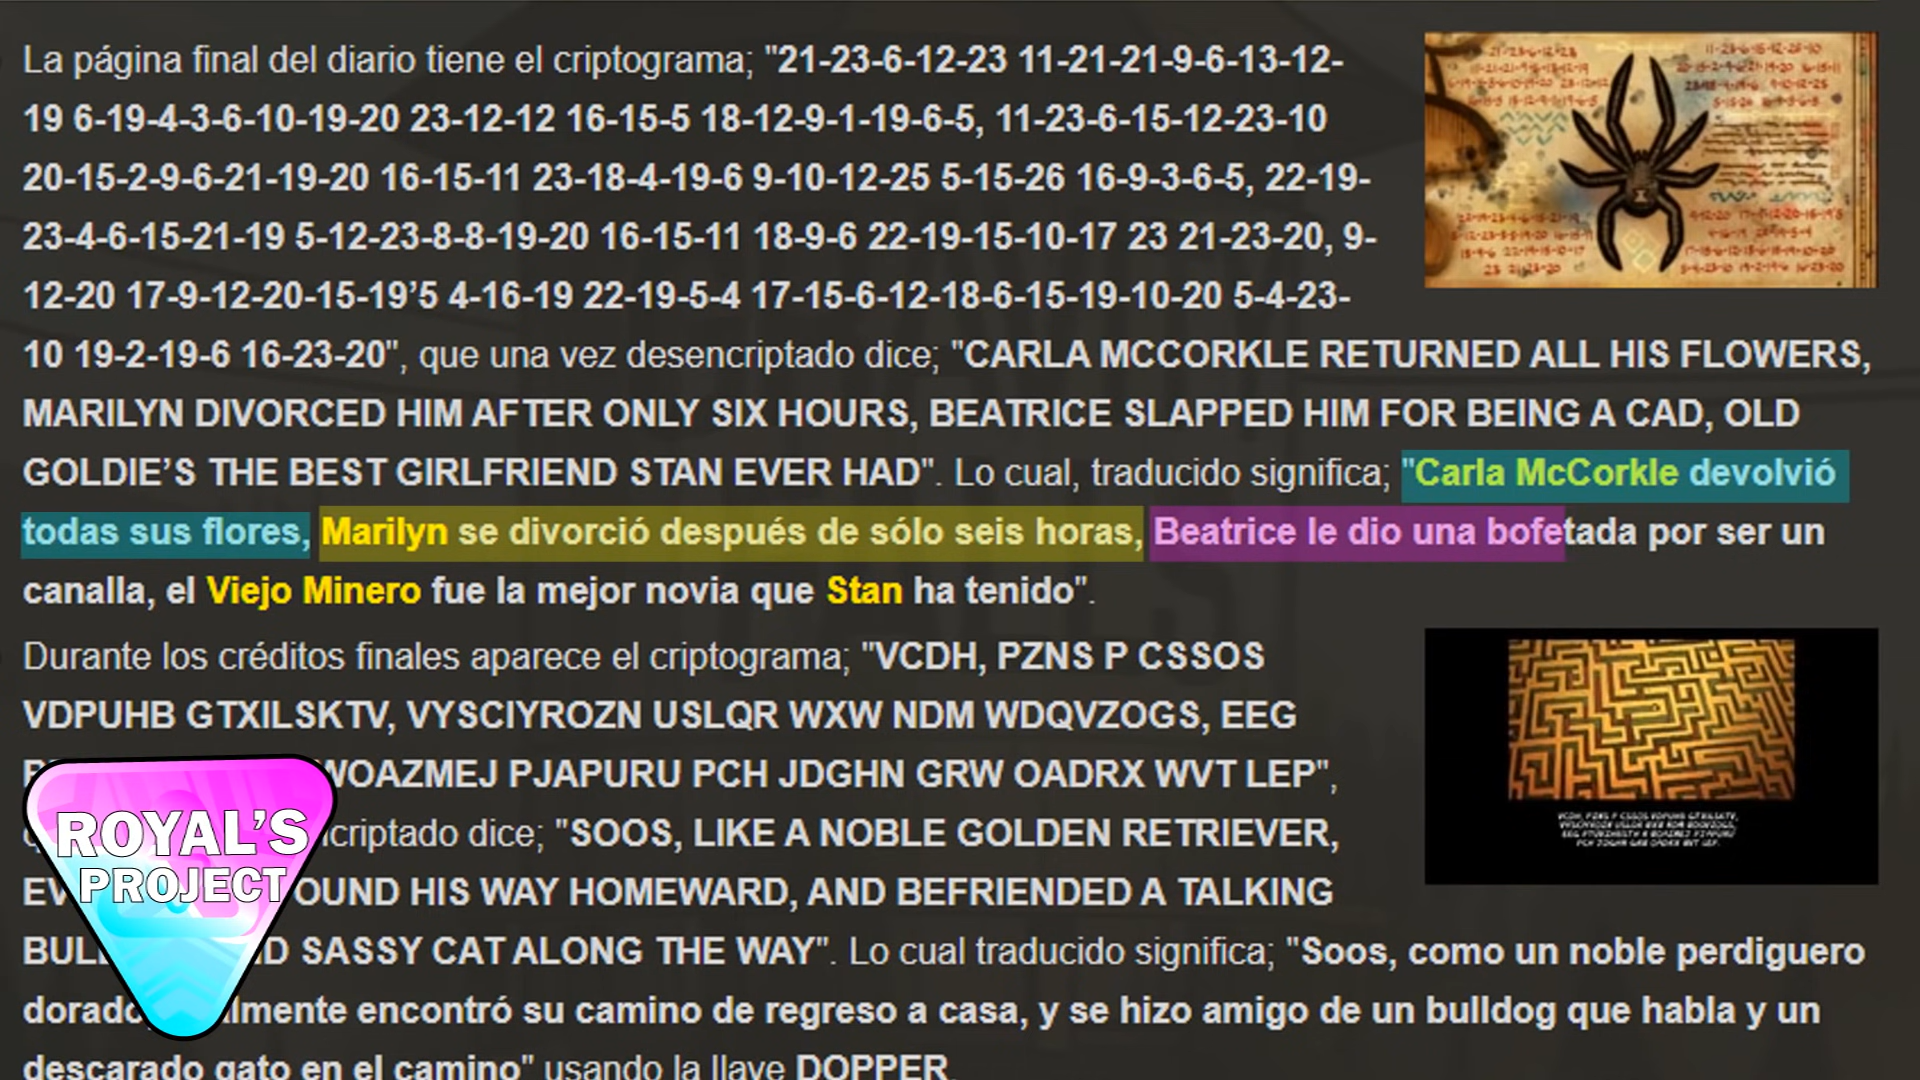 La página final del diario tiene el criptograma; "21-23-6-12-23 11-21-21-9-6-13-12-
19 6-19-4-3-6-10-19-20 23-12-12 16-15-5 18-12-9-1-19-6-5, 11-23-6-15-12-23-10
20-15-2-9-6-21-19-20 16-15-11 23-18-4-19-6 9-10-12-25 5-15-26 16-9-3-6-5, 22-19-
23-4-6-15-21-19 5-12-23-8-8-19-20 16-15-11 18-9-6 22-19-15-10-17 23 21-23-20, 9-
12-20 17-9-12-20-15-19’5 4-16-19 22-19-5-4 17-15-6-12-18-6-15-19-10-20 5-4-23-
10 19-2-19-6 16-23-20", que una vez desencriptado dice; "CARLA MCCORKLE RETURNED ALL HIS FLOWERS,
MARILYN DIVORCED HIM AFTER ONLY SIX HOURS, BEATRICE SLAPPED HIM FOR BEING A CAD, OLD
GOLDIE’S THE BEST GIRLFRIEND STAN EVER HAD". Lo cual, traducido significa; "Carla McCorkle devolvió
todas sus flores, Marilyn se divorció después de sólo seis horas, Beatrice le dio una bofetada por ser un
canalla, el Viejo Minero fue la mejor novia que Stan ha tenido".
Durante los créditos finales aparece el criptograma; "VCDH, PZNS P CSSOS
VDPUHB GTXILSKTV, VYSCIYROZN USLQR WXW NDM WDQVZOGS, EEG
WOAZMEJ PJAPURU PCH JDGHN GRW OADRX WVT LEP",
dice; "SOOS, LIKE A NOBLE GOLDEN RETRIEVER,
HIS WAY HOMEWARD, AND BEFRIENDED A TALKING
SASSY CAT ALONG THE WAY". Lo cual traducido significa; "Soos, como un noble perdiguero
encontró su camino de regreso a casa, y se hizo amigo de un bulldog que habla y un
descarado gato en el camino" usando la llave DOPPER.
ROYAL’S
PROJECT